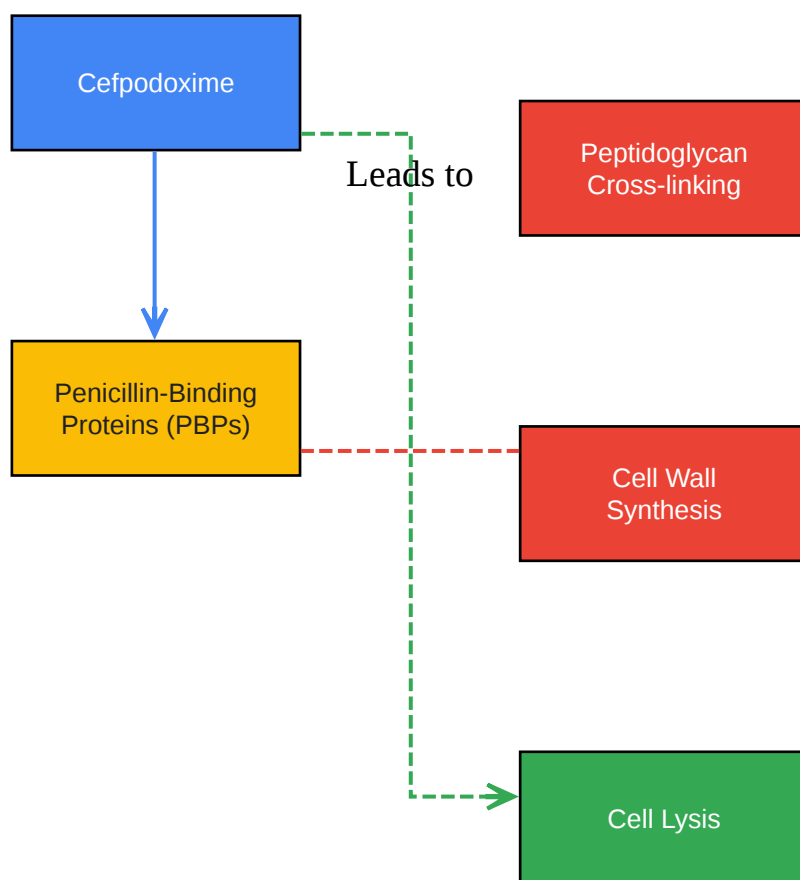 Cefpodoxime
Leads to
Peptidoglycan
Cross-linking
Penicillin-Binding
Proteins (PBPs)
Cell Wall
Synthesis
Cell Lysis